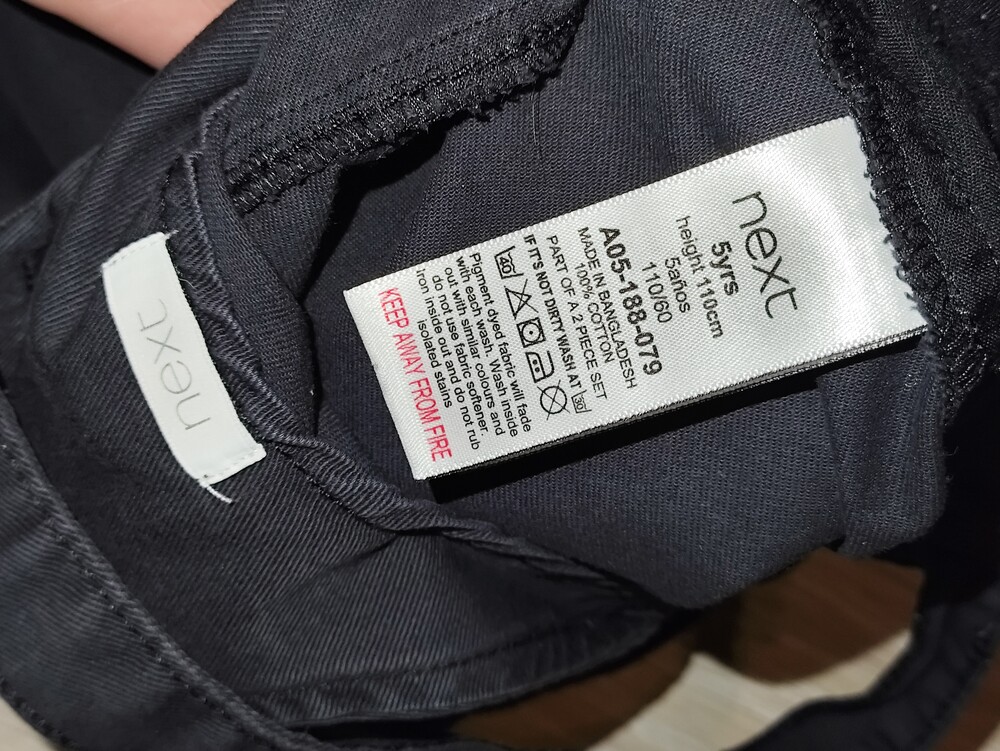 next
5yrs
height 110cm
5años
110/60
A05-188-079
MADE IN BANGLADESH
100% COTTON
PART OF A 2 PIECE SET
IF IT'S NOT DIRTY WASH AT 30°
40°
Pigment dyed fabric will fade
with each wash. Wash inside
out with similar colours and
do not use fabric softener.
Iron inside out and do not rub
isolated stains
KEEP AWAY FROM FIRE
next